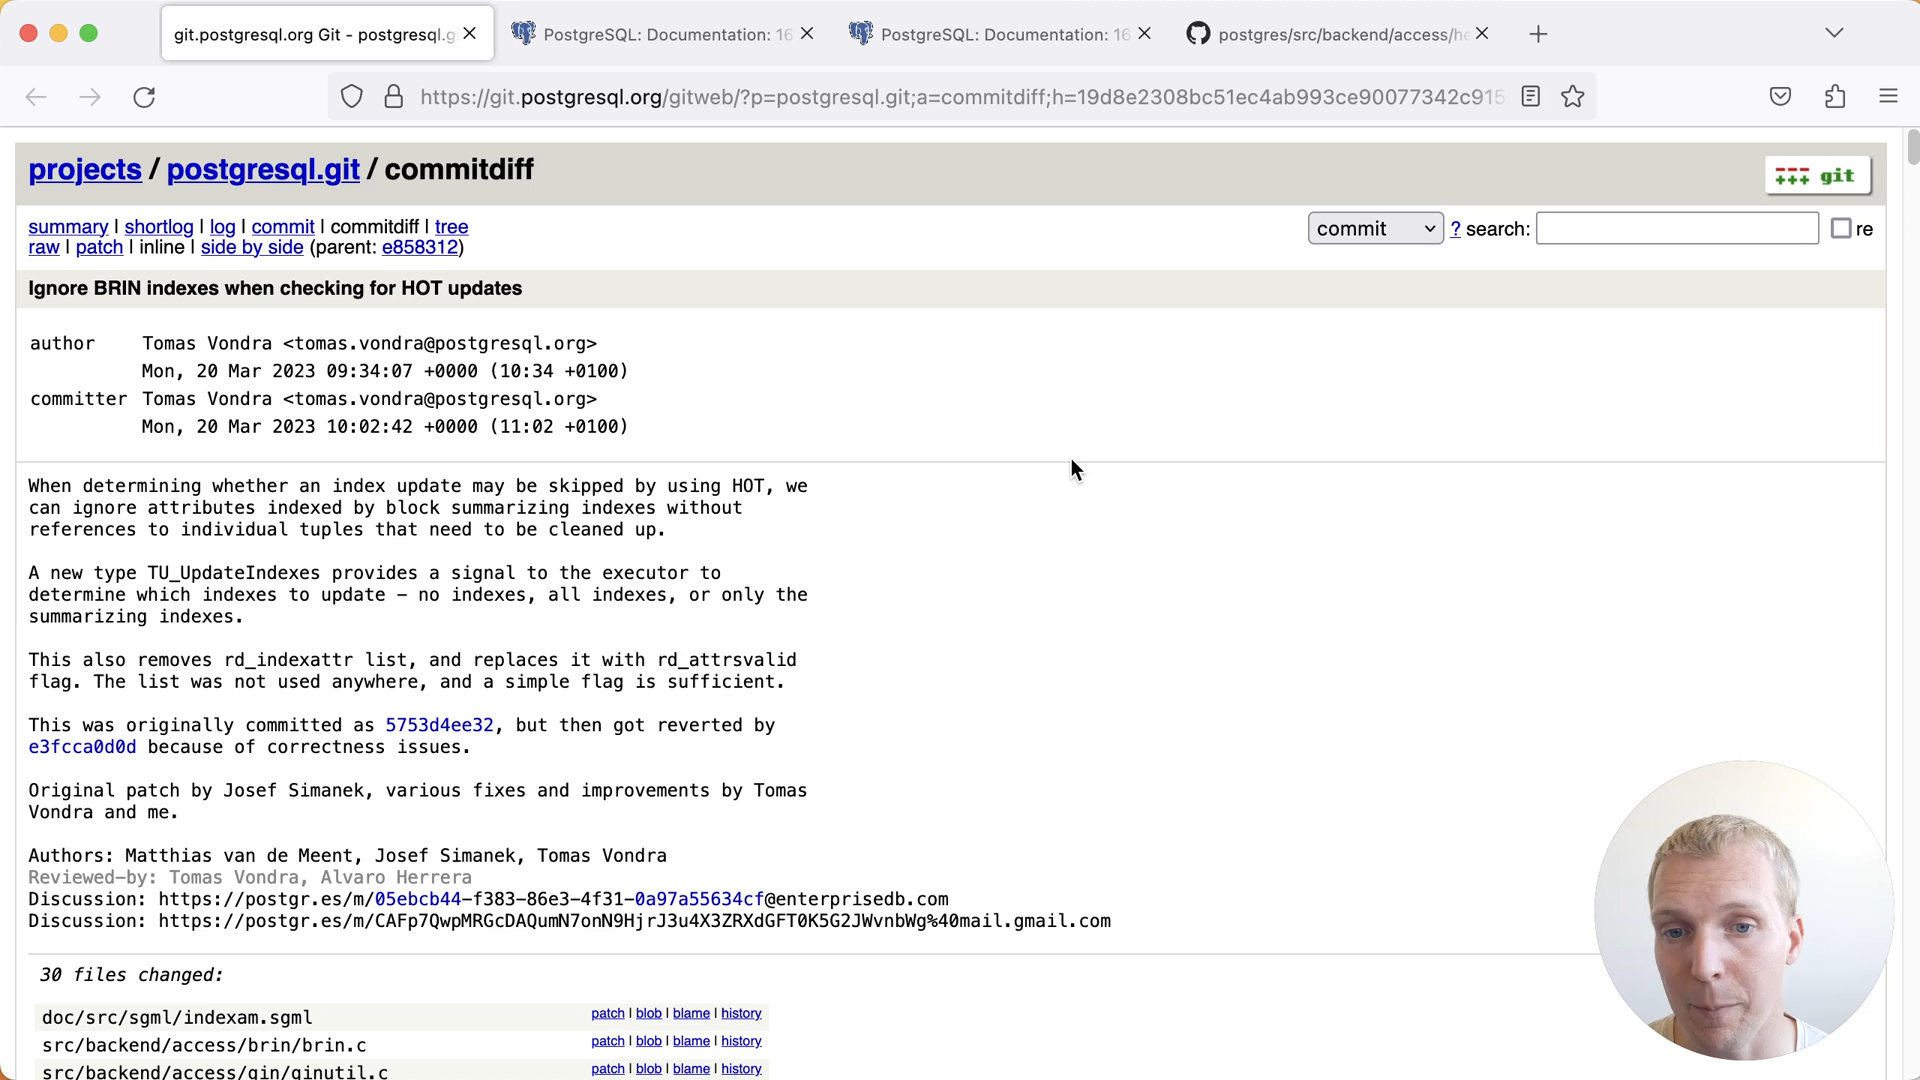 git.postgresql.org Git - postgresql.g
PostgreSQL: Documentation: 16
PostgreSQL: Documentation: 16
postgres/src/backend/access/he
https://git.postgresql.org/gitweb/?p=postgresql.git;a=commitdiff;h=19d8e2308bc51ec4ab993ce90077342c915
projects / postgresql.git / commitdiff
git
summary | shortlog | log | commit | commitdiff | tree
commit ? search: re
raw | patch | inline | side by side (parent: e858312)
Ignore BRIN indexes when checking for HOT updates
author Tomas Vondra <tomas.vondra@postgresql.org>
Mon, 20 Mar 2023 09:34:07 +0000 (10:34 +0100)
committer Tomas Vondra <tomas.vondra@postgresql.org>
Mon, 20 Mar 2023 10:02:42 +0000 (11:02 +0100)
When determining whether an index update may be skipped by using HOT, we
can ignore attributes indexed by block summarizing indexes without
references to individual tuples that need to be cleaned up.
A new type TU_UpdateIndexes provides a signal to the executor to
determine which indexes to update - no indexes, all indexes, or only the
summarizing indexes.
This also removes rd_indexattr list, and replaces it with rd_attrsvalid
flag. The list was not used anywhere, and a simple flag is sufficient.
This was originally committed as 5753d4ee32, but then got reverted by
e3fcca0d0d because of correctness issues.
Original patch by Josef Simanek, various fixes and improvements by Tomas
Vondra and me.
Authors: Matthias van de Meent, Josef Simanek, Tomas Vondra
Reviewed-by: Tomas Vondra, Alvaro Herrera
Discussion: https://postgr.es/m/05ebcb44-f383-86e3-4f31-0a97a55634cf@enterprisedb.com
Discussion: https://postgr.es/m/CAFp7QwpMRGcDAQumN7onN9HjrJ3u4X3ZRXdGFT0K5G2JWvnbWg%40mail.gmail.com
30 files changed:
doc/src/sgml/indexam.sgml patch | blob | blame | history
src/backend/access/brin/brin.c patch | blob | blame | history
src/backend/access/gin/ginutil.c patch | blob | blame | history